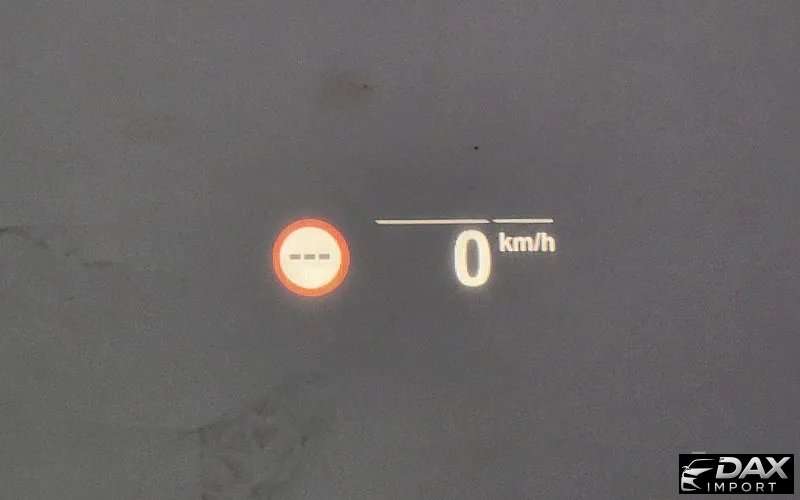 ---
0 km/h
DAX
IMPORT